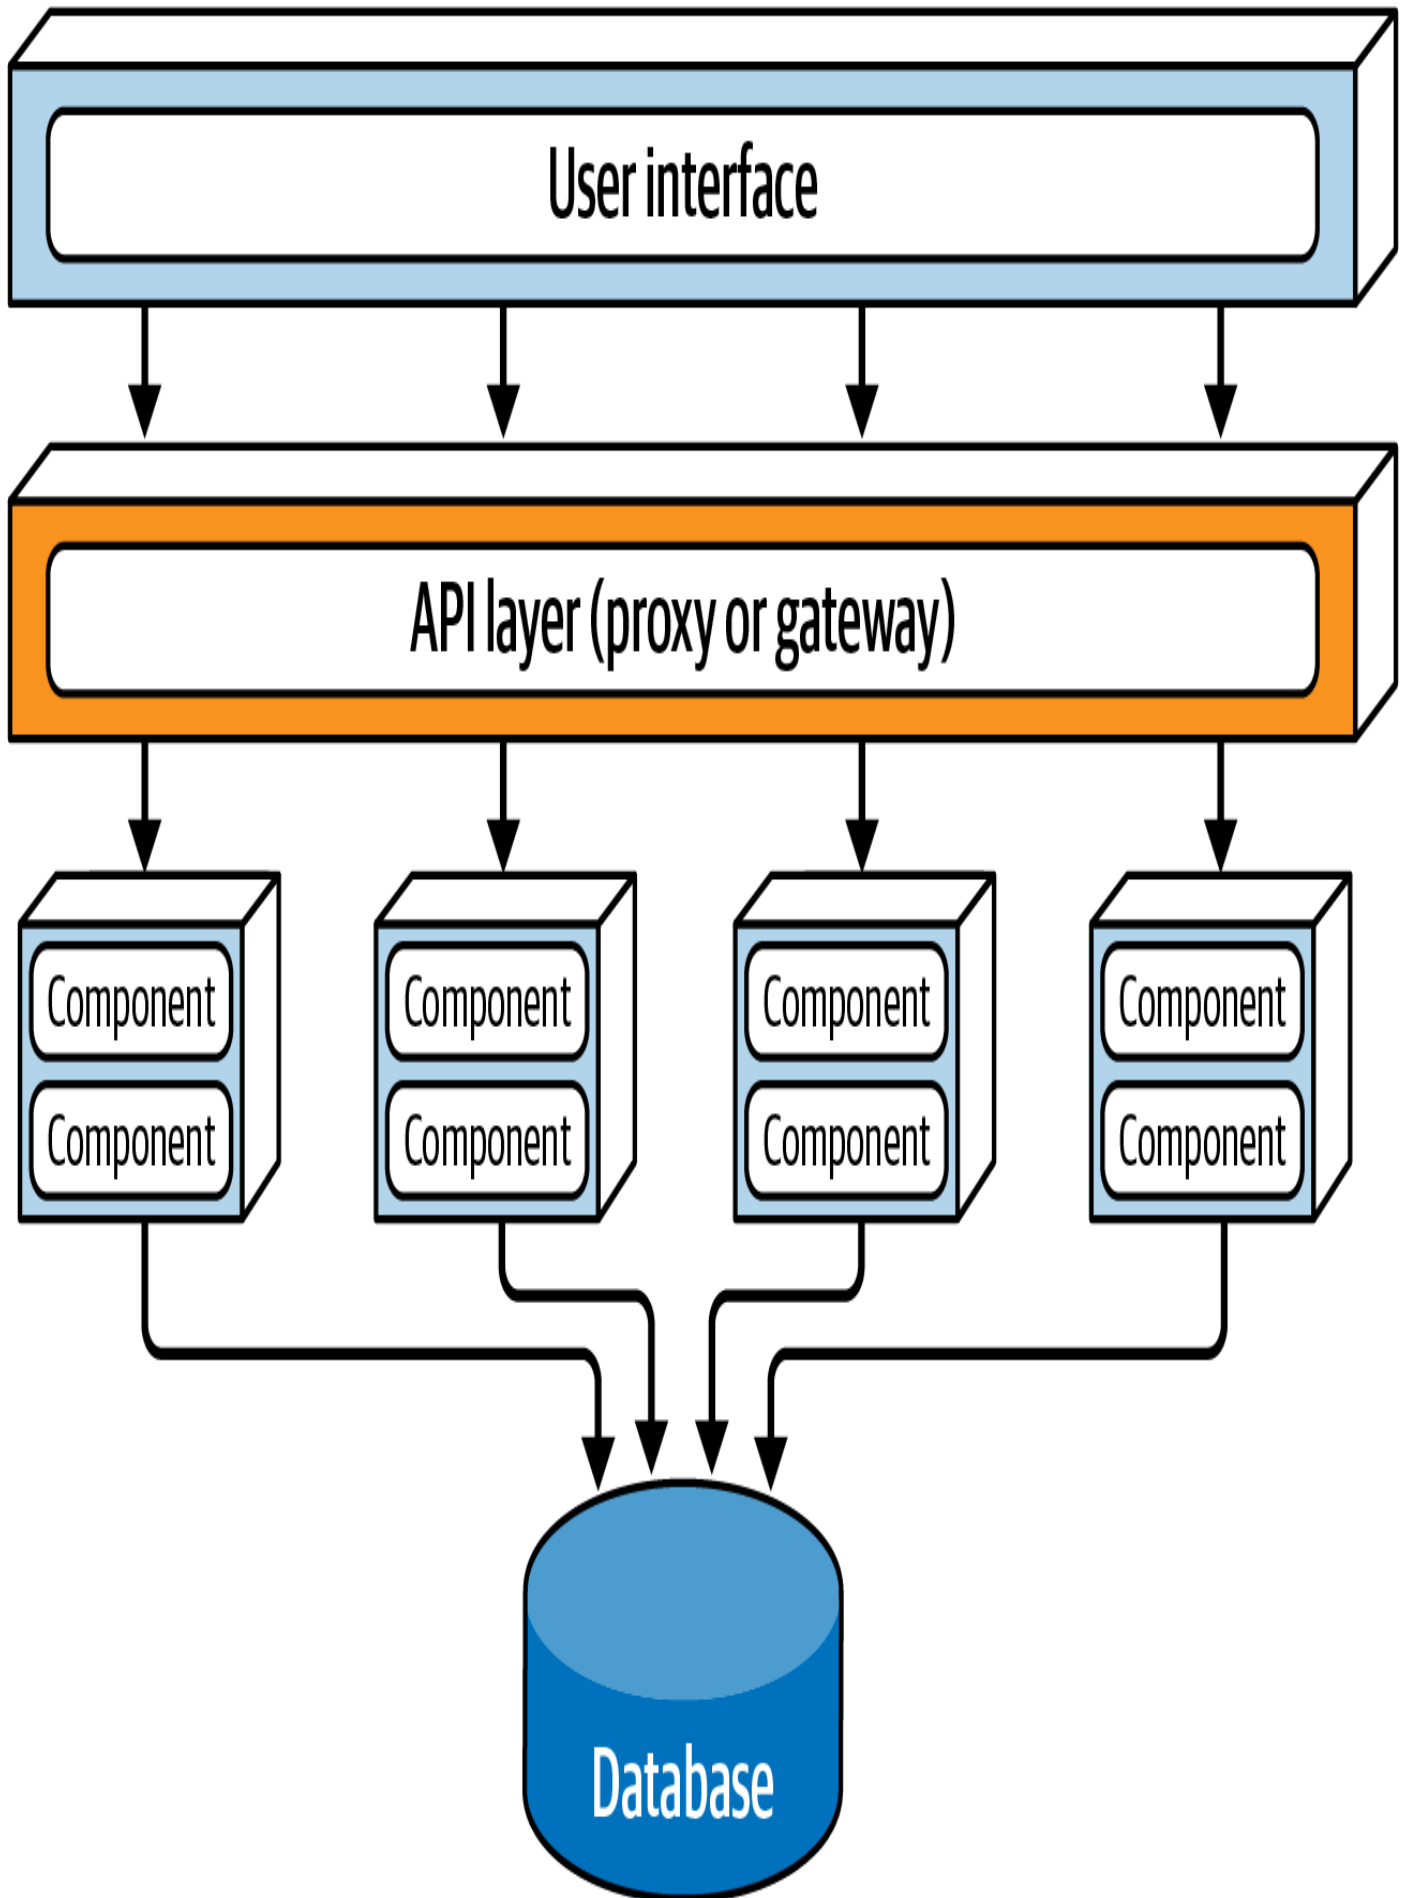 User interface
API layer (proxy or gateway)
Component Component Component Component
Component Component Component Component
Database